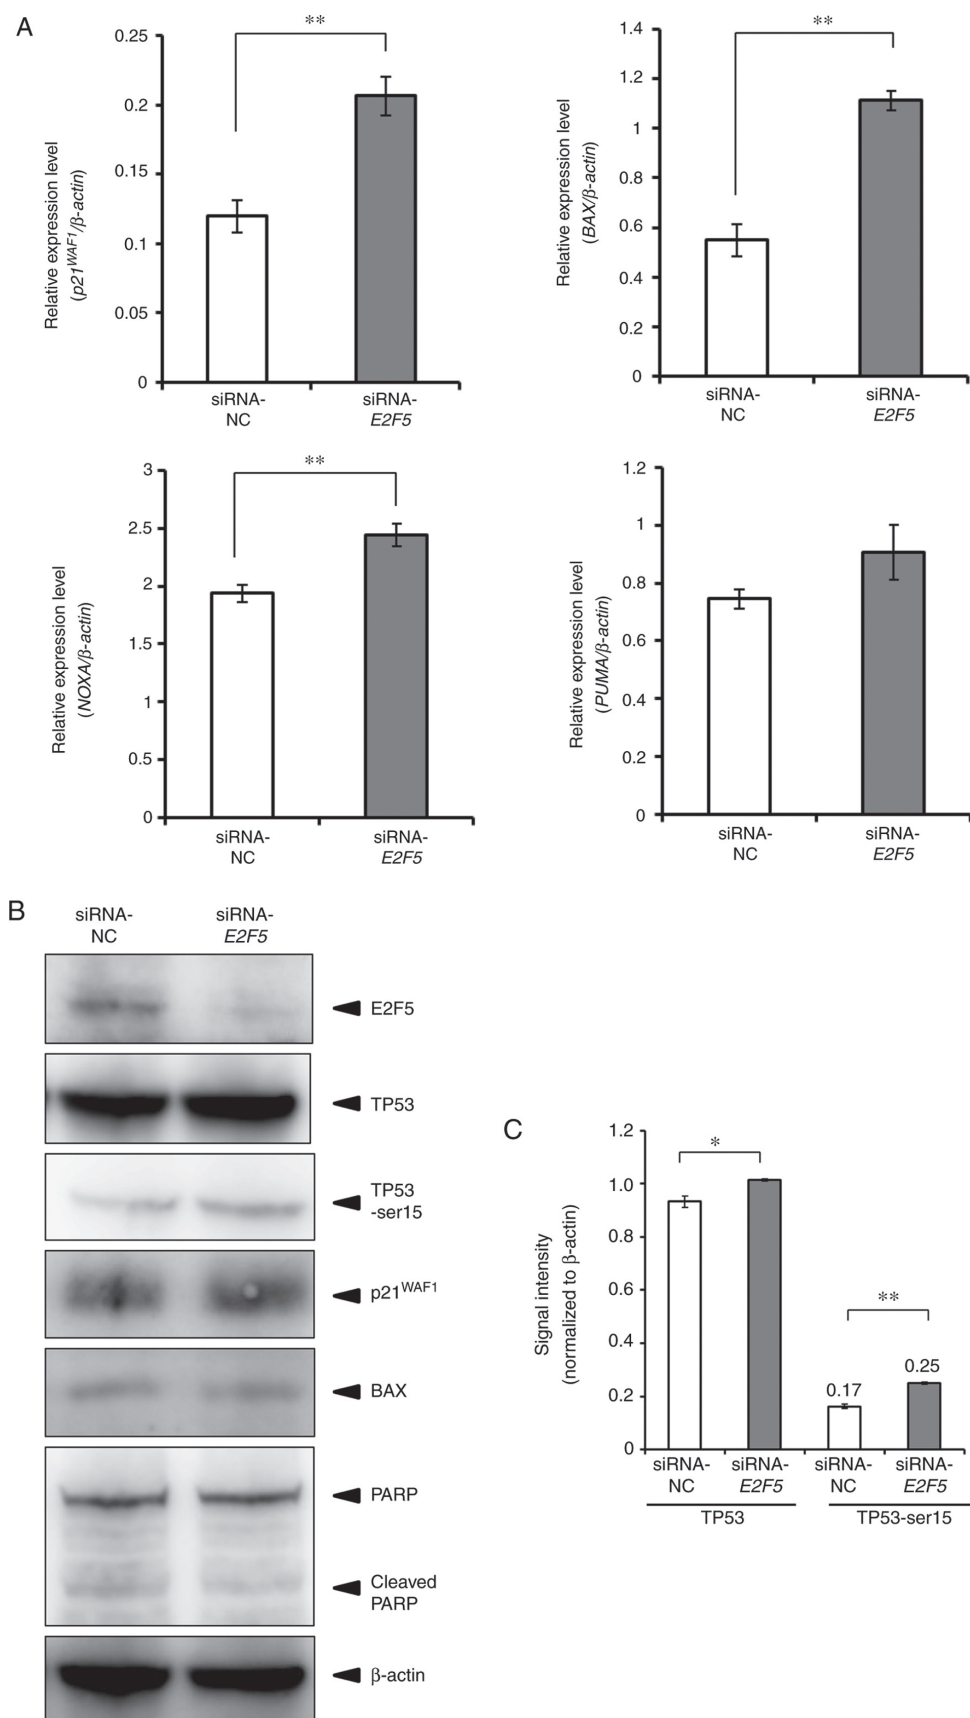 A
**
0.25
0.2
0.15
0.1
0.05
0
Relative expression level
(p21WAF1/β-actin)
siRNA-
NC
siRNA-
E2F5
**
1.4
1.2
1
0.8
0.6
0.4
0.2
0
Relative expression level
(BAX/β-actin)
siRNA-
NC
siRNA-
E2F5
**
3
2.5
2
1.5
1
0.5
0
Relative expression level
(NOXA/β-actin)
siRNA-
NC
siRNA-
E2F5
1.2
1
0.8
0.6
0.4
0.2
0
Relative expression level
(PUMA/β-actin)
siRNA-
NC
siRNA-
E2F5
B
siRNA-
NC
siRNA-
E2F5
E2F5
TP53
TP53
-ser15
p21WAF1
BAX
PARP
Cleaved
PARP
β-actin
C
1.2
1.0
0.8
0.6
0.4
0.2
0
Signal intensity
(normalized to β-actin)
*
**
0.17
0.25
siRNA-
NC
siRNA-
E2F5
siRNA-
NC
siRNA-
E2F5
TP53
TP53-ser15